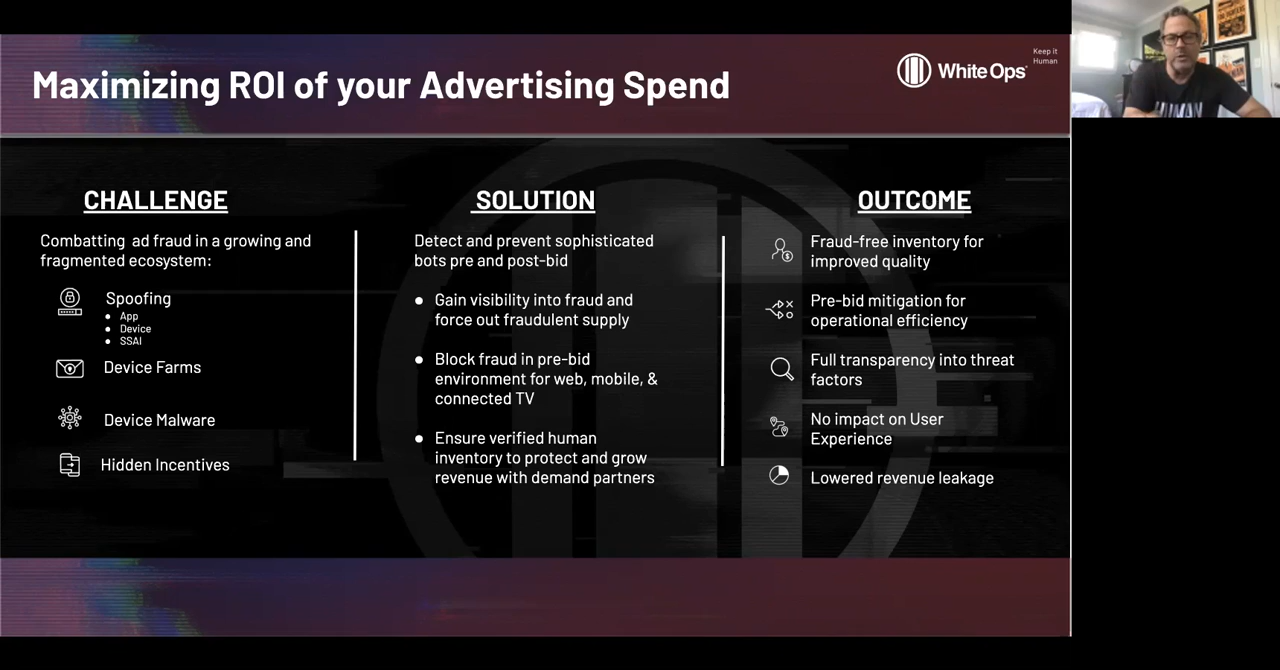 Maximizing ROI of your Advertising Spend
White Ops
Keep it
Human
CHALLENGE
Combatting ad fraud in a growing and
fragmented ecosystem:
Spoofing
App
Device
SSAI
Device Farms
Device Malware
Hidden Incentives
SOLUTION
Detect and prevent sophisticated
bots pre and post-bid
Gain visibility into fraud and
force out fraudulent supply
Block fraud in pre-bid
environment for web, mobile, &
connected TV
Ensure verified human
inventory to protect and grow
revenue with demand partners
OUTCOME
Fraud-free inventory for
improved quality
Pre-bid mitigation for
operational efficiency
Full transparency into threat
factors
No impact on User
Experience
Lowered revenue leakage
HUMAN